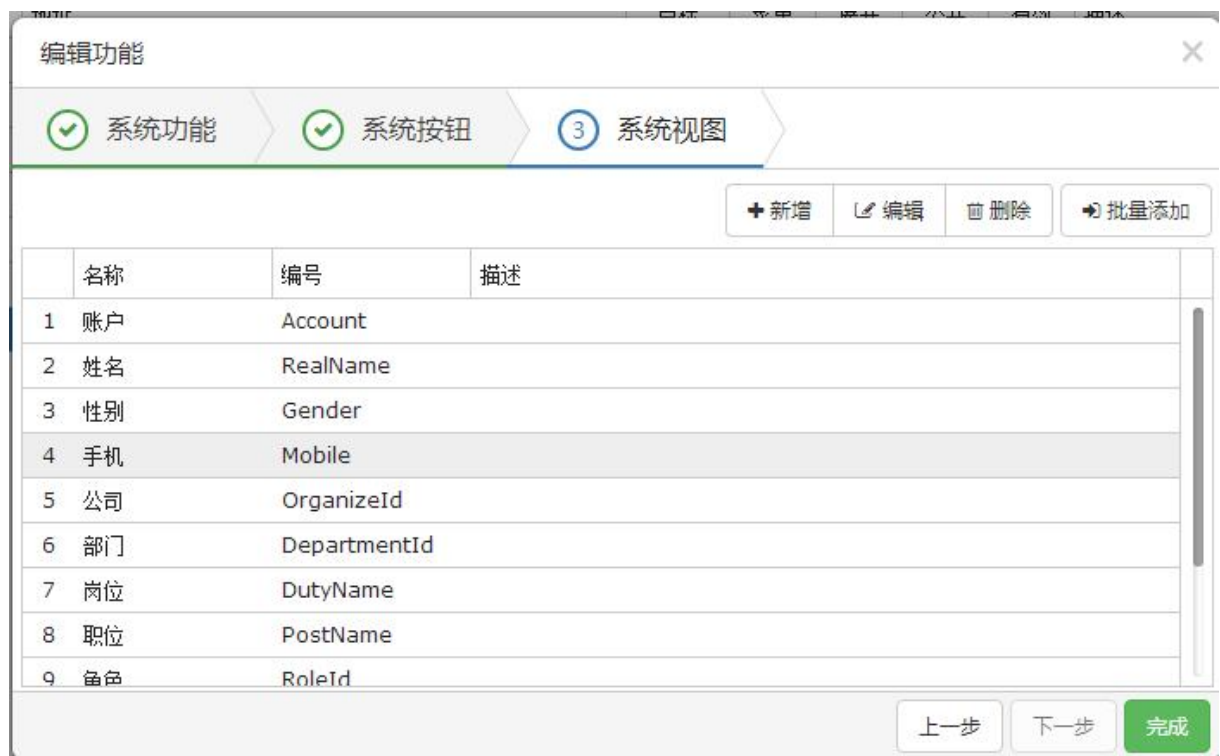 编辑功能
系统功能 系统按钮 3 系统视图
新增 编辑 删除 批量添加
名称 编号 描述
1 账户 Account
2 姓名 RealName
3 性别 Gender
4 手机 Mobile
5 公司 OrganizeId
6 部门 DepartmentId
7 岗位 DutyName
8 职位 PostName
9 角色 RoleId
上一步 下一步 完成